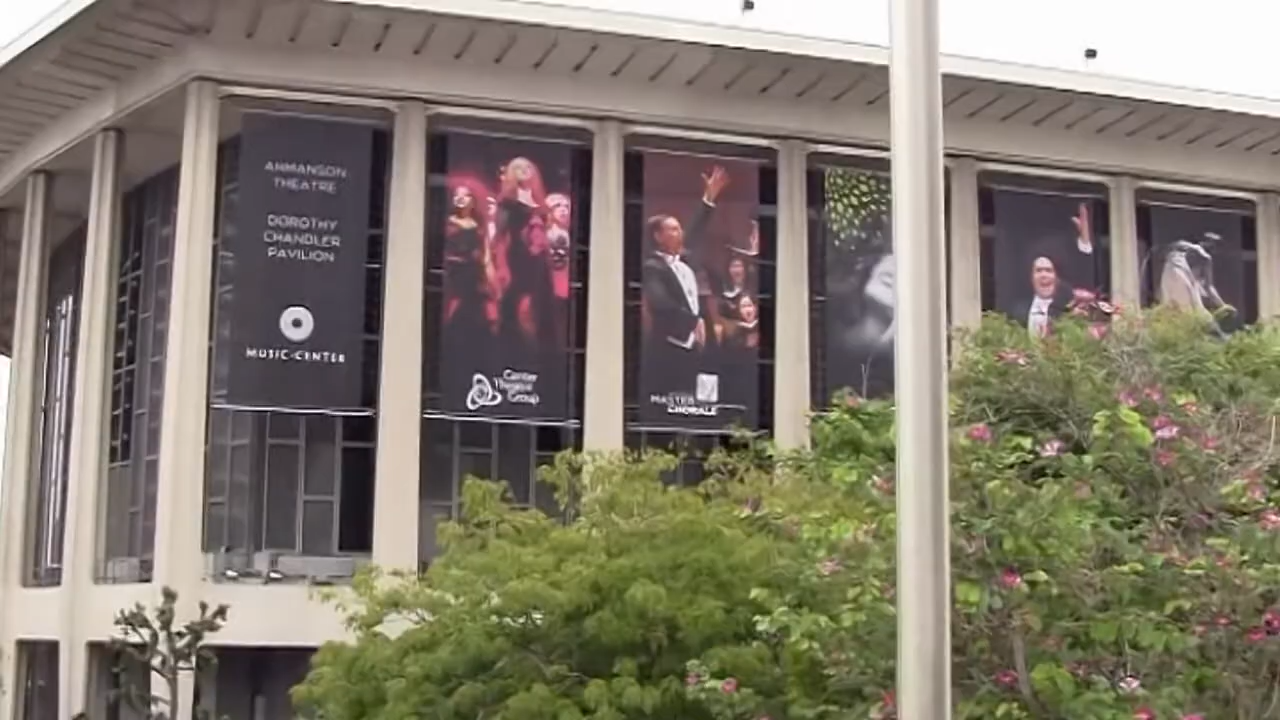 AHMANSON
THEATRE
DOROTHY
CHANDLER
PAVILION
MUSIC CENTER
Center
Theatre
Group
MASTER
CHORALE